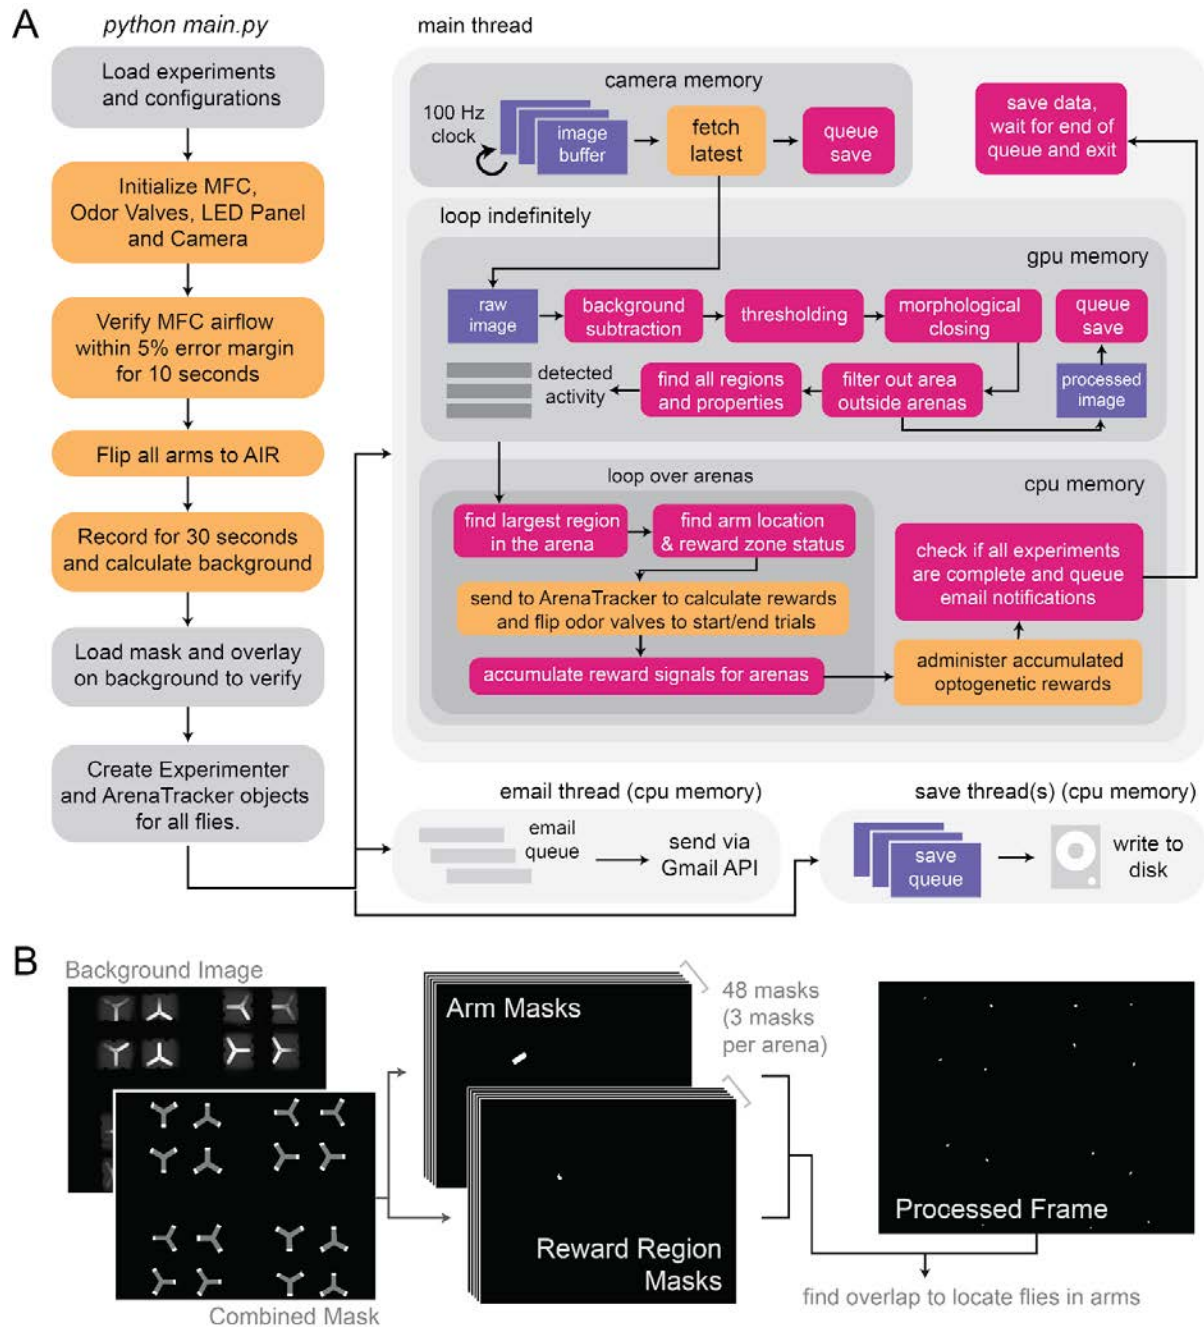 A
python main.py
Load experiments
and configurations
Initialize MFC,
Odor Valves, LED Panel
and Camera
Verify MFC airflow
within 5% error margin
for 10 seconds
Flip all arms to AIR
Record for 30 seconds
and calculate background
Load mask and overlay
on background to verify
Create Experimenter
and ArenaTracker objects
for all flies.
main thread
camera memory
100 Hz
clock
image
buffer
fetch
latest
queue
save
save data,
wait for end of
queue and exit
loop indefinitely
gpu memory
raw
image
background
subtraction
thresholding
morphological
closing
queue
save
detected
activity
find all regions
and properties
filter out area
outside arenas
processed
image
loop over arenas
cpu memory
find largest region
in the arena
find arm location
& reward zone status
send to ArenaTracker to calculate rewards
and flip odor valves to start/end trials
accumulate reward signals for arenas
check if all experiments
are complete and queue
email notifications
administer accumulated
optogenetic rewards
email thread (cpu memory)
email
queue
send via
Gmail API
save thread(s) (cpu memory)
save
queue
write to
disk
B
Background Image
Combined Mask
Arm Masks
48 masks
(3 masks
per arena)
Reward Region
Masks
Processed Frame
find overlap to locate flies in arms